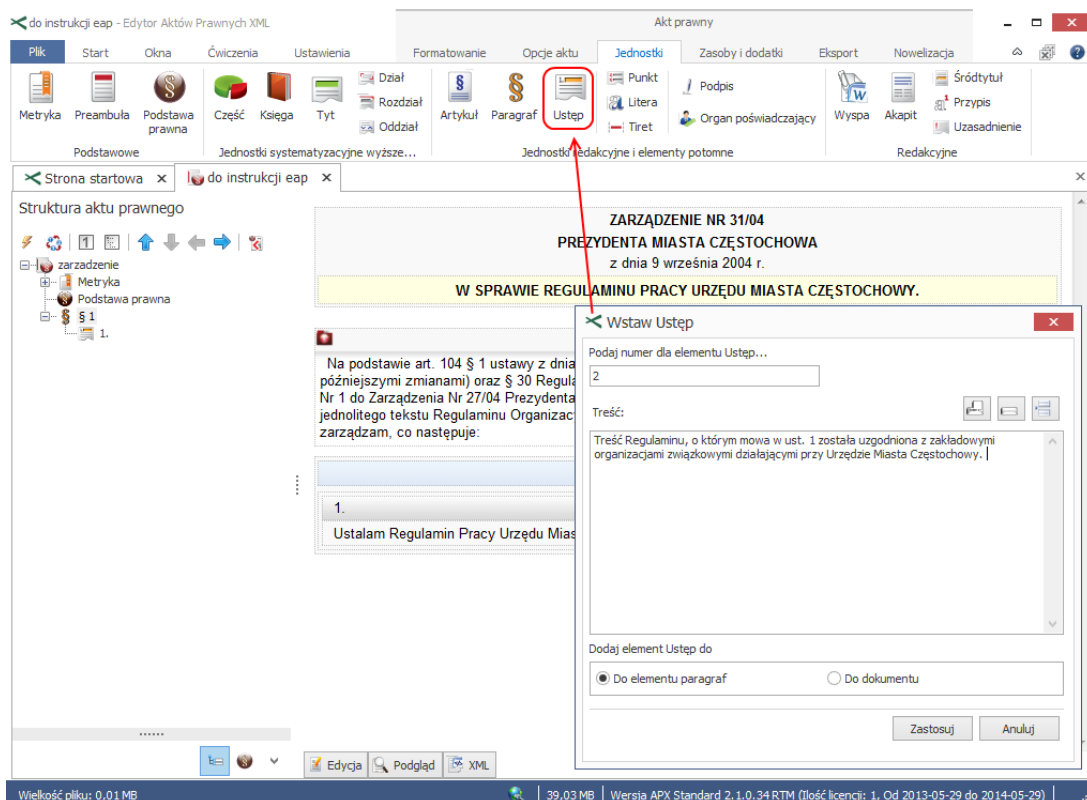 do instrukcji eap - Edytor Aktów Prawnych XML
Akt prawny
Plik Start Okna Ćwiczenia Ustawienia Formatowanie Opcje aktu Jednostki Zasoby i dodatki Eksport Nowelizacja
Metryka Preambuła Podstawa prawna
Część Księga Tyt
Dział
Rozdział
Oddział
Artykuł Paragraf Ustęp
Punkt
Litera
Tiret
Podpis
Organ poświadczający
Wyspa Akapit
Śródtytuł
Przypis
Uzasadnienie
Podstawowe Jednostki systematyzacyjne wyższe... Jednostki redakcyjne i elementy potomne Redakcyjne
Strona startowa do instrukcji eap
Struktura aktu prawnego
zarzadzenie
Metryka
Podstawa prawna
§ 1
1.
ZARZĄDZENIE NR 31/04
PREZYDENTA MIASTA CZĘSTOCHOWA
z dnia 9 września 2004 r.
W SPRAWIE REGULAMINU PRACY URZĘDU MIASTA CZĘSTOCHOWY.
Na podstawie art. 104 § 1 ustawy z dnia
późniejszymi zmianami) oraz § 30 Regula
Nr 1 do Zarządzenia Nr 27/04 Prezydenta
jednolitego tekstu Regulaminu Organizac
zarządzam, co następuje:
1.
Ustalam Regulamin Pracy Urzędu Mias
Wstaw Ustęp
Podaj numer dla elementu Ustęp...
2
Treść:
Treść Regulaminu, o którym mowa w ust. 1 została uzgodniona z zakładowymi
organizacjami związkowymi działającymi przy Urzędzie Miasta Częstochowy.
Dodaj element Ustęp do
Do elementu paragraf Do dokumentu
Zastosuj Anuluj
Edycja Podgląd XML
Wielkość pliku: 0,01 MB 39,03 MB Wersja APX Standard 2.1.0.34 RTM (Ilość licencji: 1, Od 2013-05-29 do 2014-05-29)